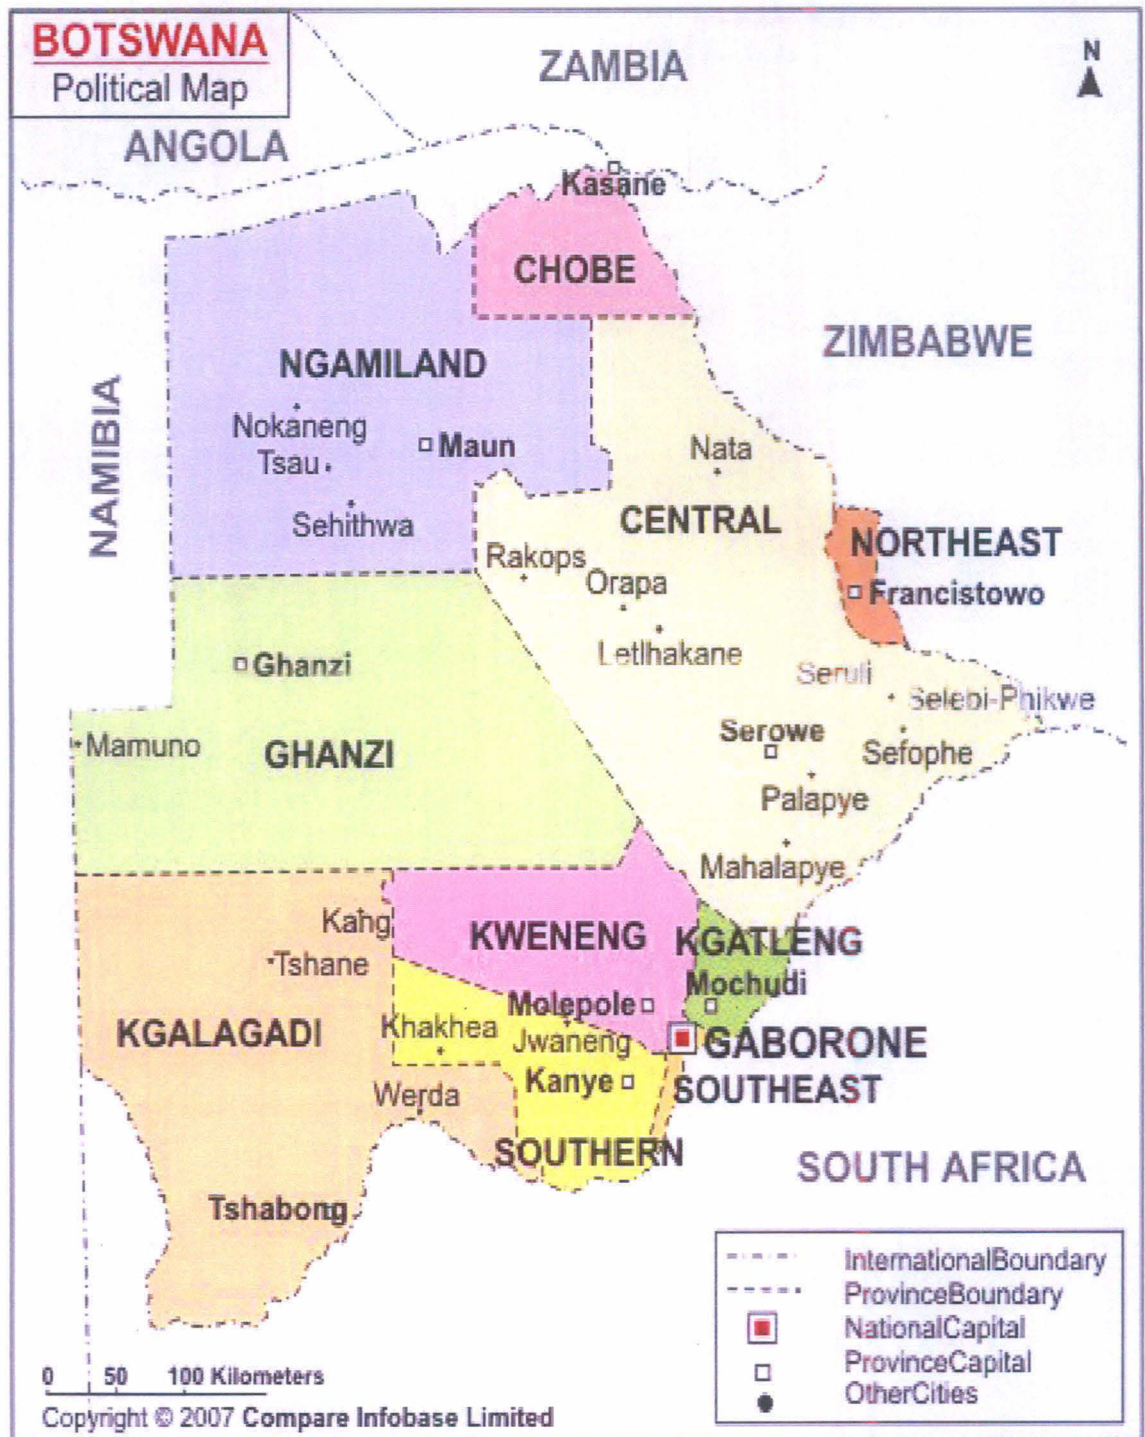 BOTSWANA
Political Map
ZAMBIA
N
ANGOLA
Kasane
CHOBE
ZIMBABWE
NGAMILAND
NAMIBIA
Nokaneng
Maun
Tsau
Nata
Sehithwa
CENTRAL
NORTHEAST
Rakops
Orapa
Francistowo
Letlhakane
Ghanzi
Seruli
Selebi-Phikwe
Mamuno
GHANZI
Serowe
Sefophe
Palapye
Mahalapye
Kang
KWENENG
KGATLENG
Tshane
Mochudi
Molepole
KGALAGADI
Khakhea
Jwaneng
GABORONE
Kanye
SOUTHEAST
Werda
SOUTHERN
SOUTH AFRICA
Tshabong
InternationalBoundary
ProvinceBoundary
NationalCapital
ProvinceCapital
OtherCities
0 50 100 Kilometers
Copyright © 2007 Compare Infobase Limited